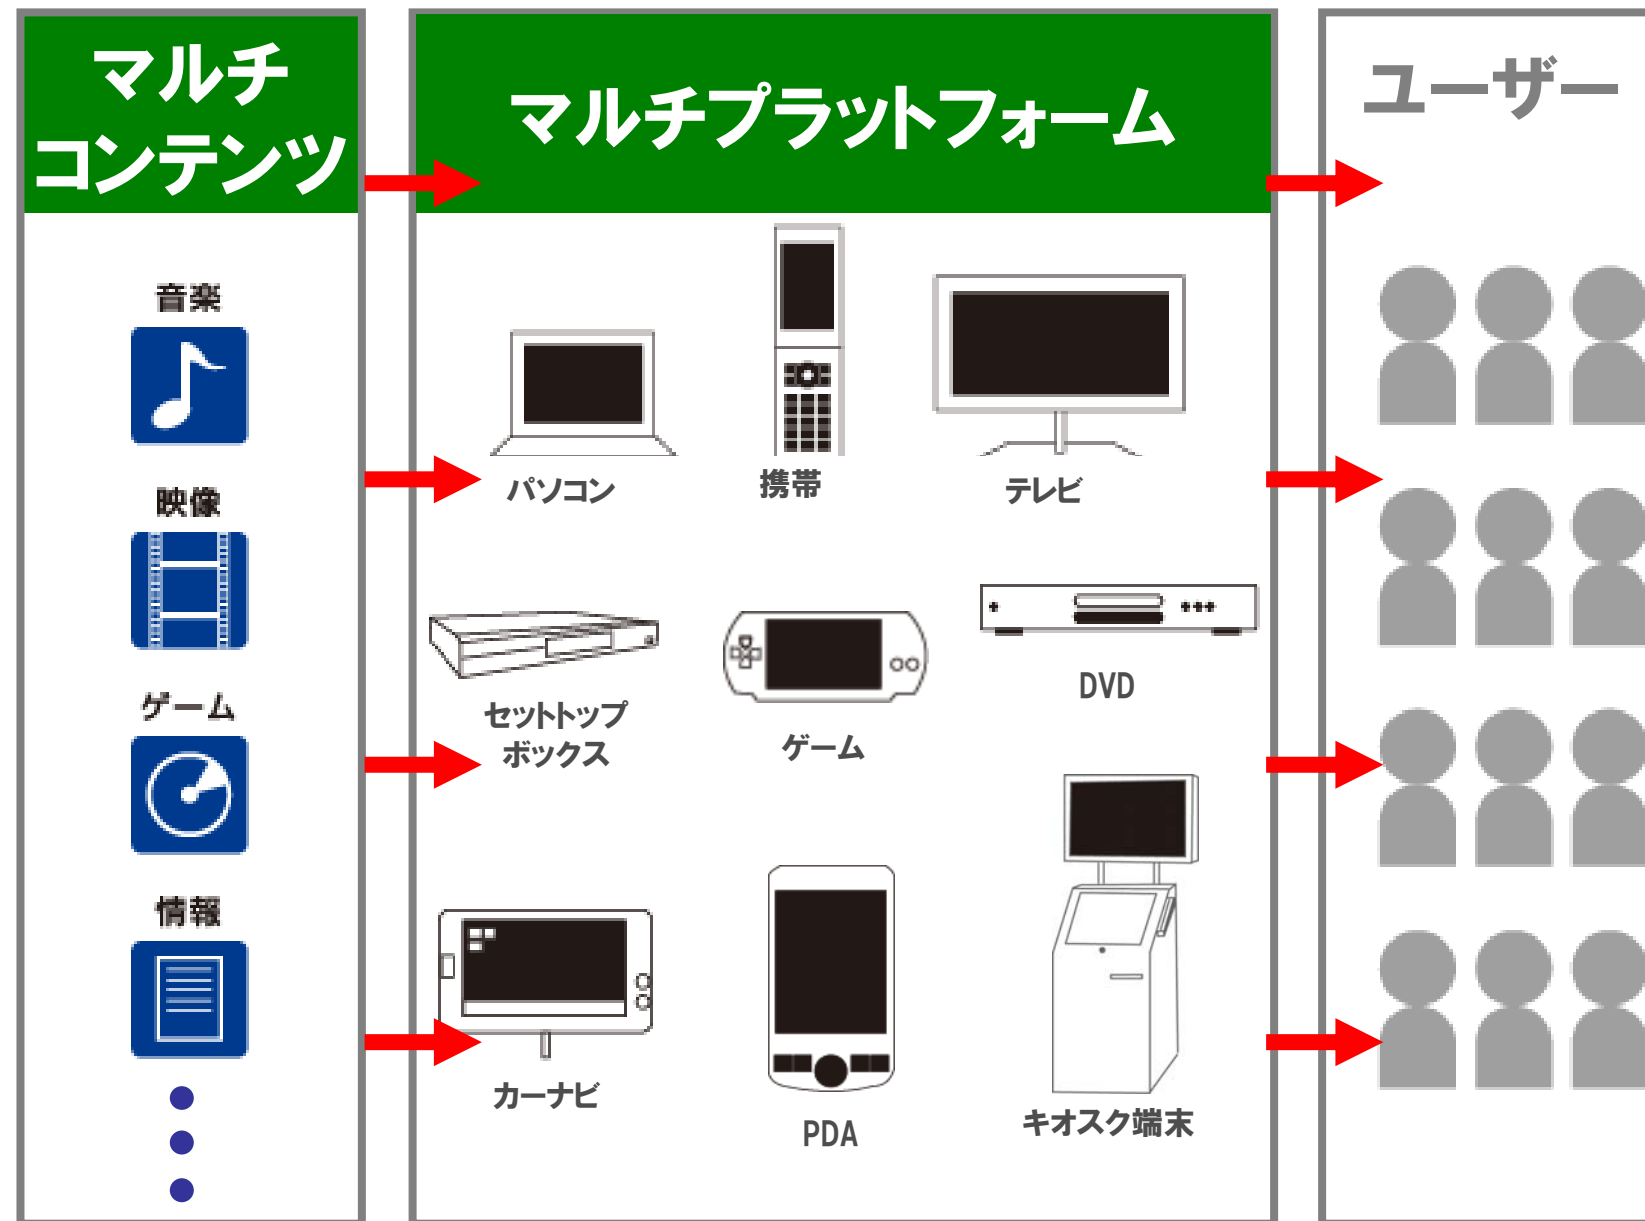 マルチ
コンテンツ
マルチプラットフォーム
ユーザー
音楽
映像
ゲーム
情報
パソコン
携帯
テレビ
セットトップ
ボックス
ゲーム
DVD
カーナビ
PDA
キオスク端末